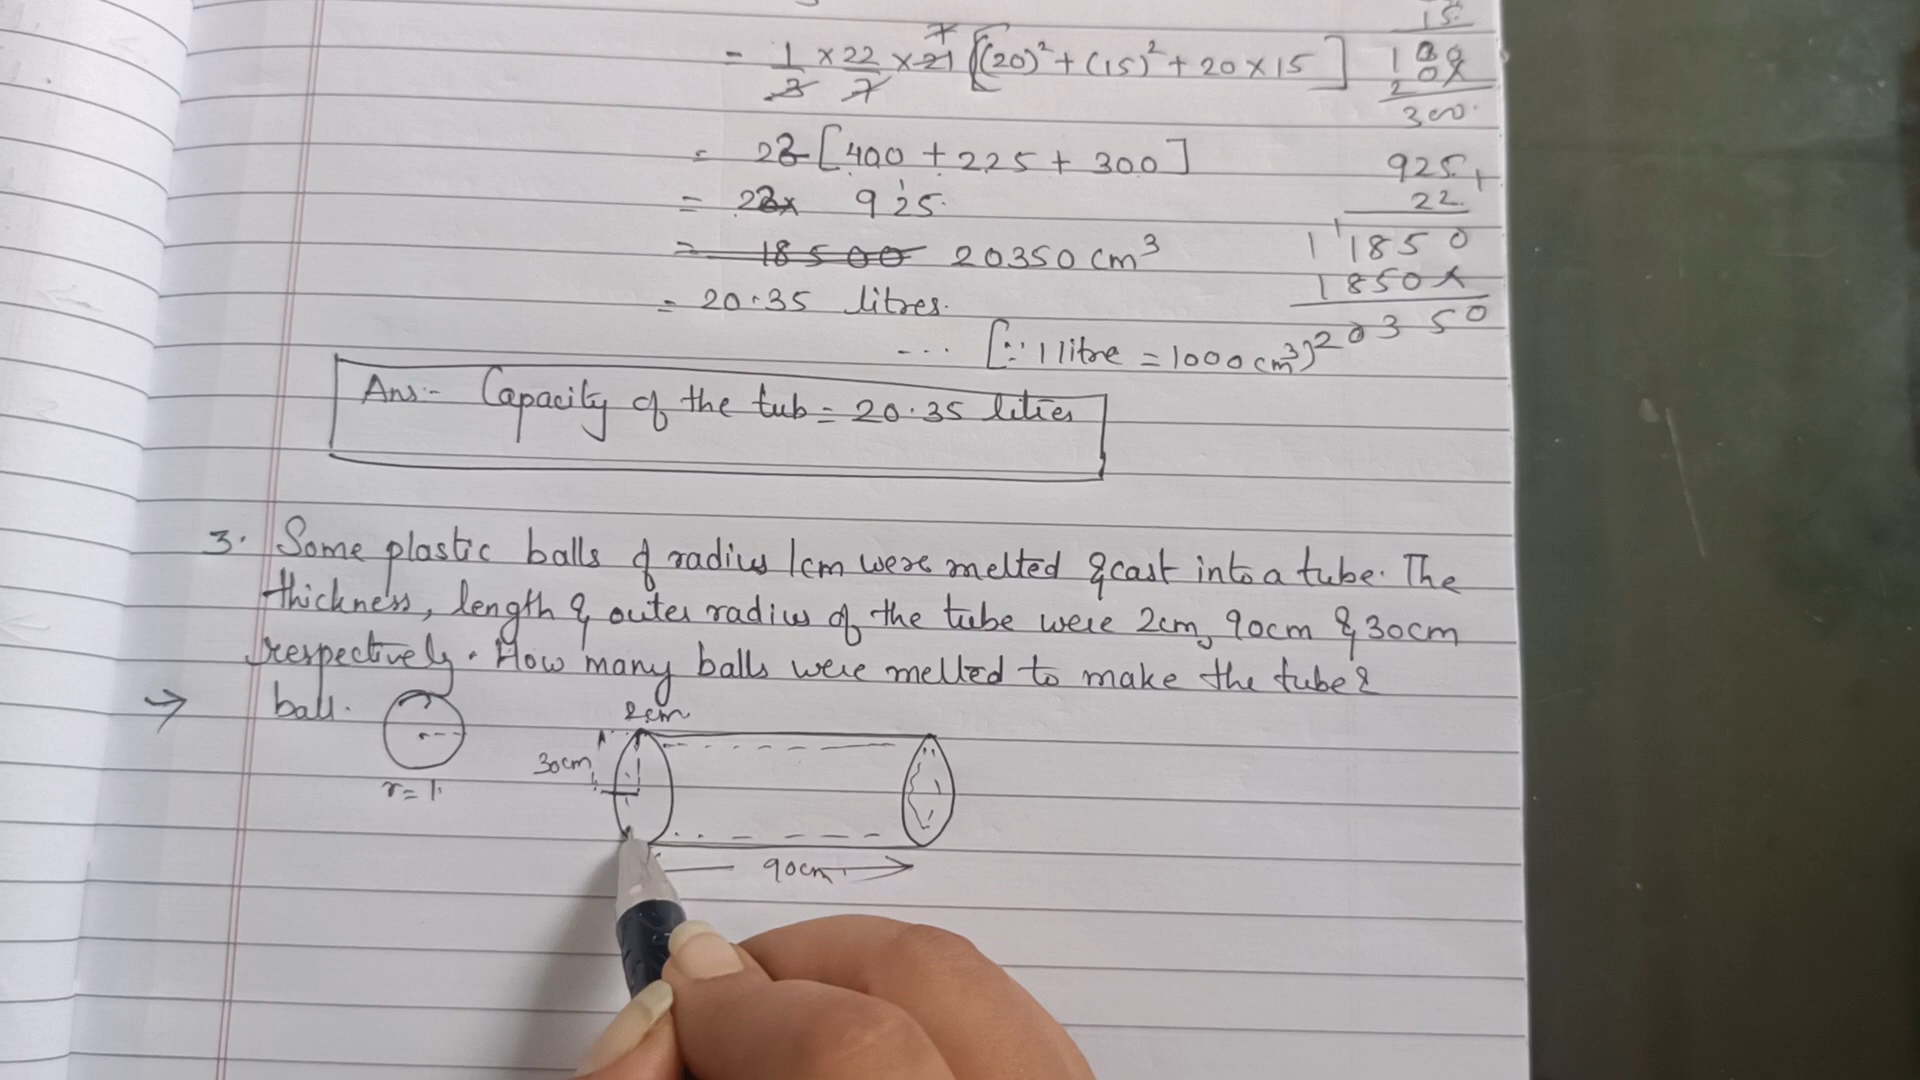 = 1/3 × 22/7 × 21 7 [(20)² + (15)² + 20 × 15]
= 22 [400 + 225 + 300]
= 22 × 925
= 18500 20350 cm³
= 20.35 litres.
... [∵ 1 litre = 1000 cm³)
15
300.
925
22
11850
1850×
20350
Ans:- Capacity of the tub = 20.35 litres
3. Some plastic balls of radius 1cm were melted & cast into a tube. The
thickness, length & outer radius of the tube were 2cm, 90cm & 30cm
respectively. How many balls were melted to make the tube?
→ ball.
r = 1.
2cm
30cm
90cm